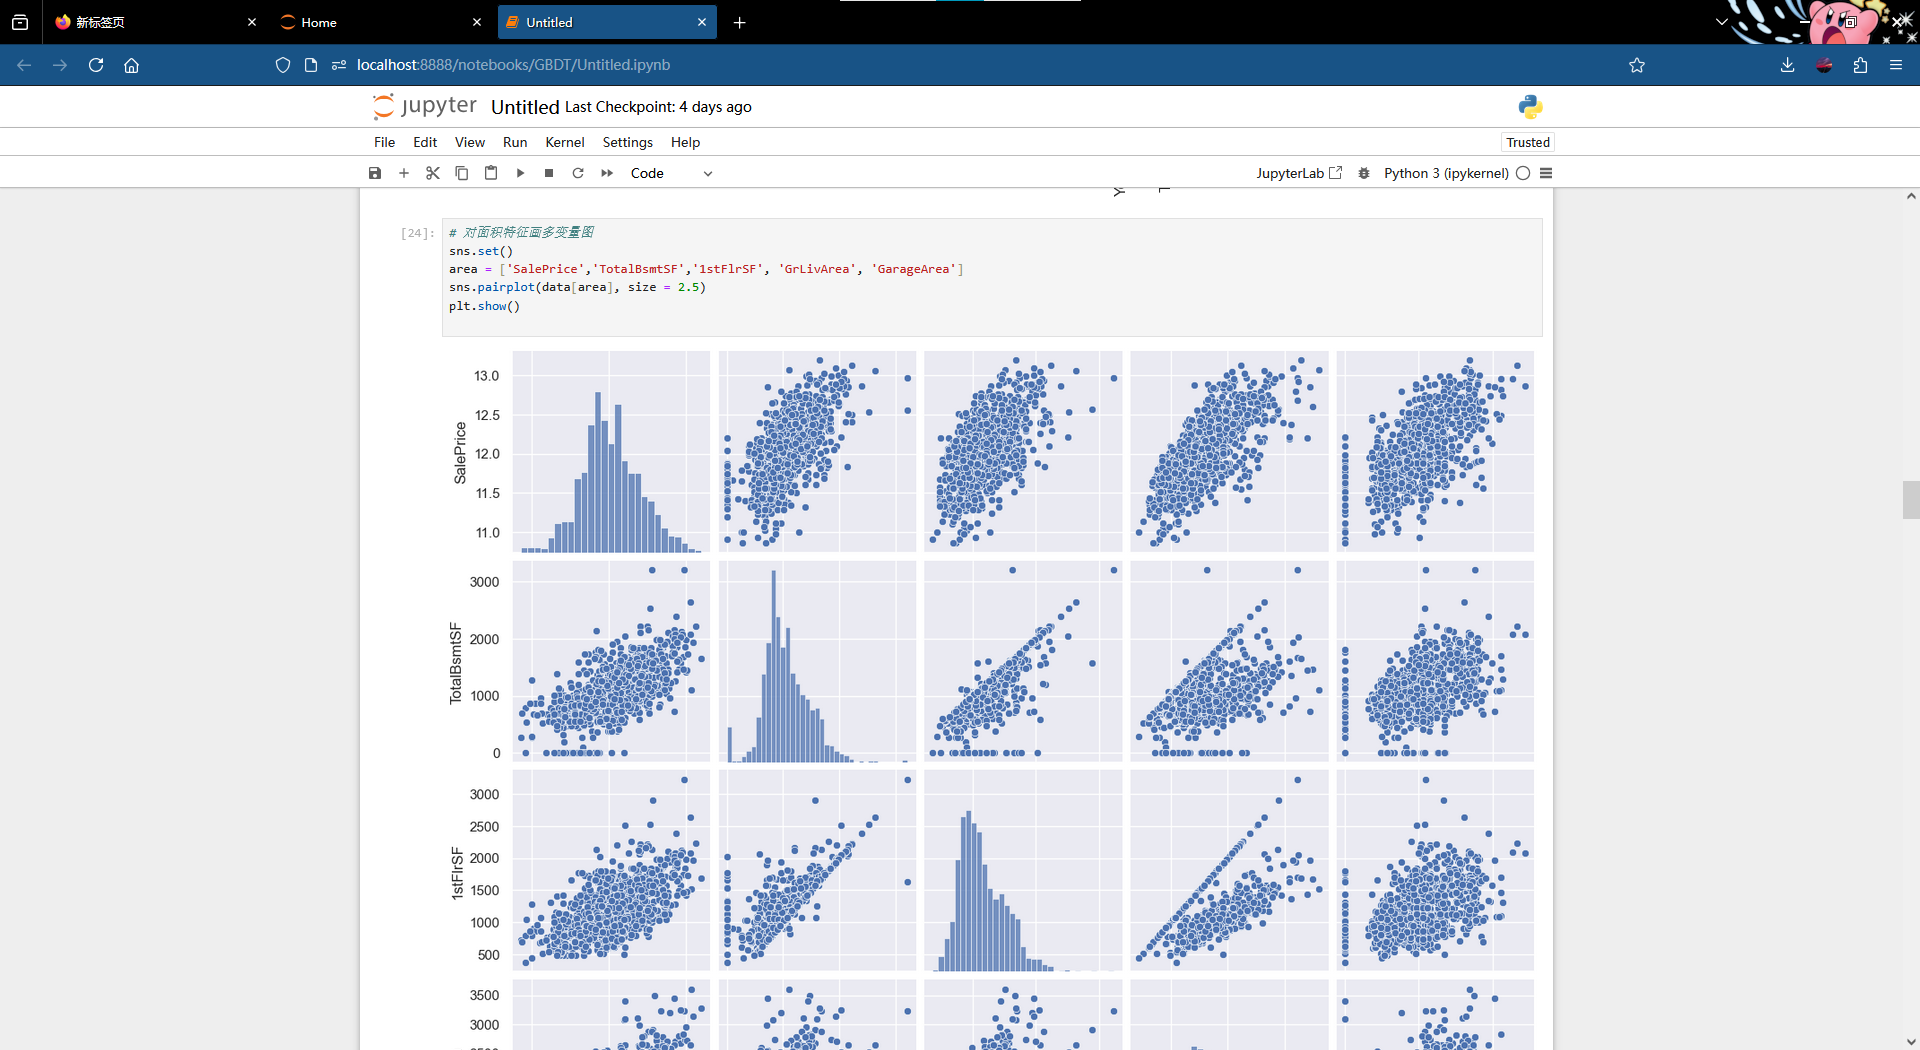 新标签页
Home
Untitled
localhost:8888/notebooks/GBDT/Untitled.ipynb
jupyter Untitled Last Checkpoint: 4 days ago
File Edit View Run Kernel Settings Help
Trusted
Code
JupyterLab
Python 3 (ipykernel)
[24]:
# 对面积特征画多变量图
sns.set()
area = ['SalePrice','TotalBsmtSF','1stFlrSF', 'GrLivArea', 'GarageArea']
sns.pairplot(data[area], size = 2.5)
plt.show()
SalePrice
13.0
12.5
12.0
11.5
11.0
TotalBsmtSF
3000
2000
1000
0
1stFlrSF
3000
2500
2000
1500
1000
500
3500
3000